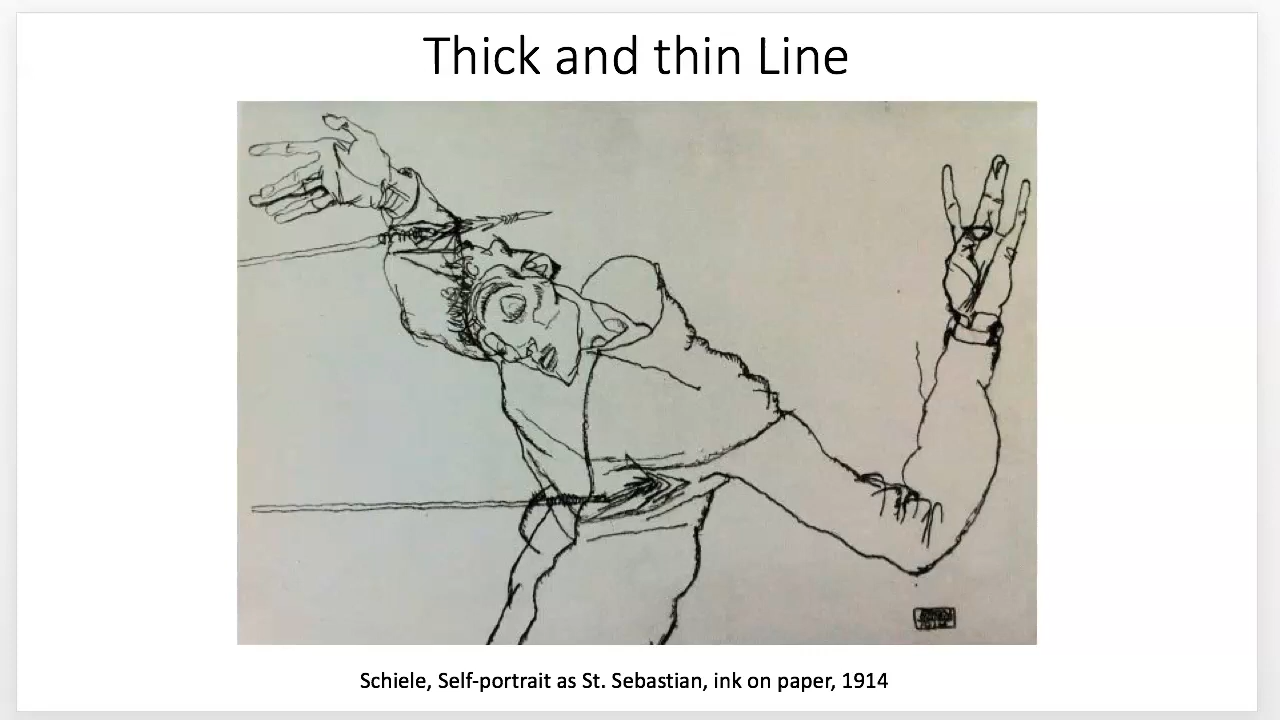 Thick and thin Line
Schiele, Self-portrait as St. Sebastian, ink on paper, 1914